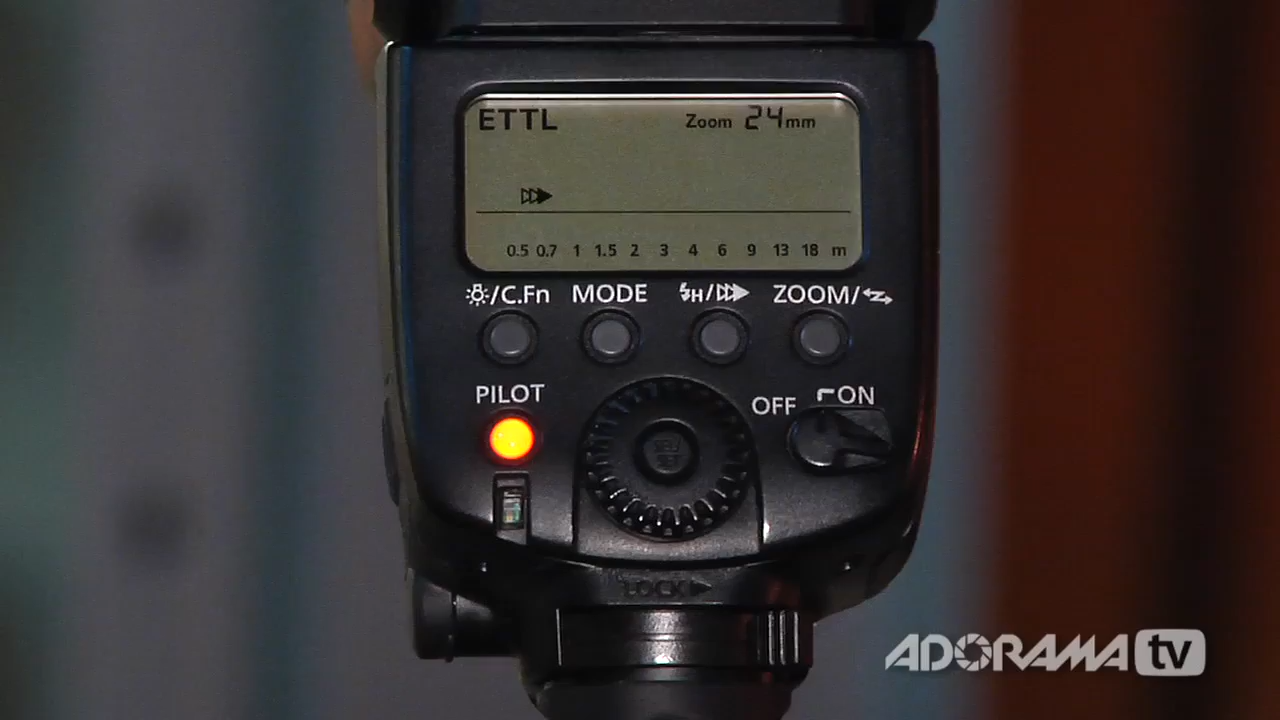 ETTL Zoom 24mm
0.5 0.7 1 1.5 2 3 4 6 9 13 18 m
/C.Fn MODE H/ ZOOM/
PILOT
OFF ON
LOCK
ADORAMA tv